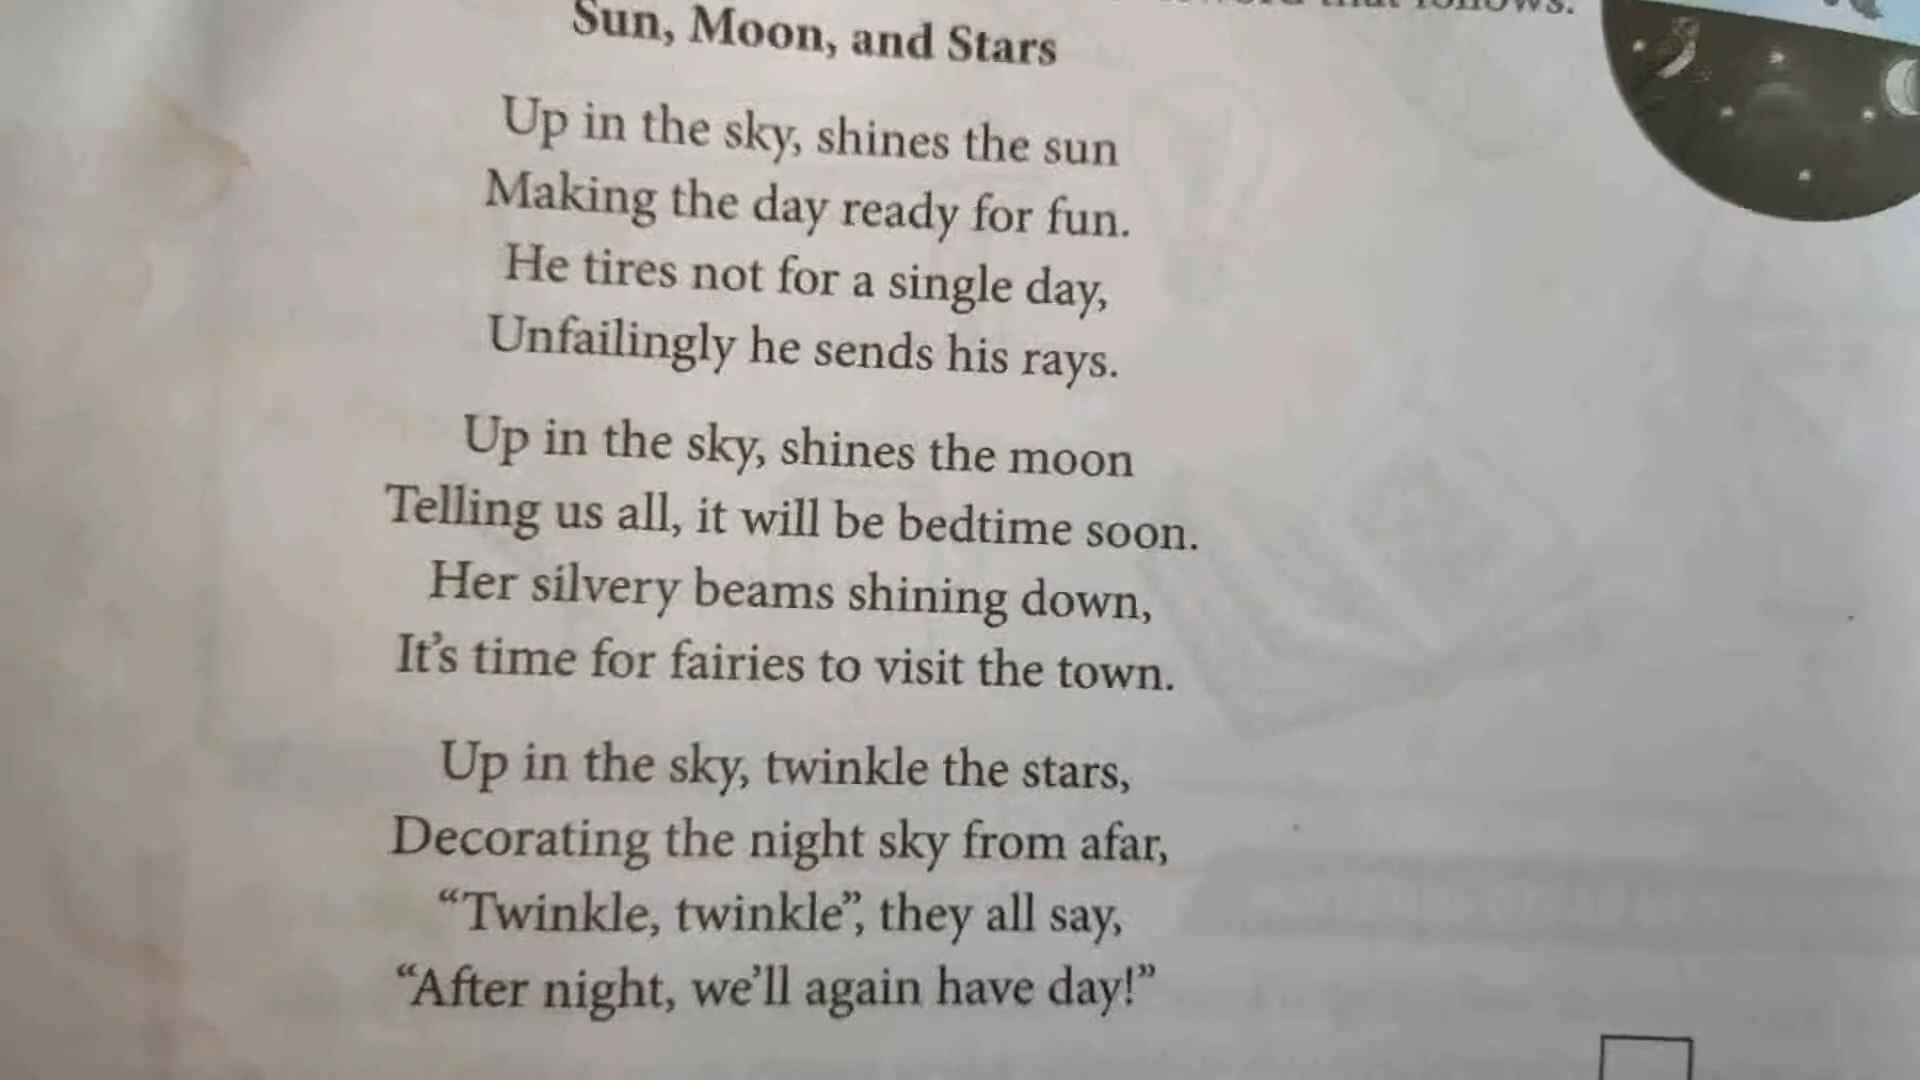 that follows.
Sun, Moon, and Stars
Up in the sky, shines the sun
Making the day ready for fun.
He tires not for a single day,
Unfailingly he sends his rays.
Up in the sky, shines the moon
Telling us all, it will be bedtime soon.
Her silvery beams shining down,
It's time for fairies to visit the town.
Up in the sky, twinkle the stars,
Decorating the night sky from afar,
“Twinkle, twinkle”, they all say,
“After night, we'll again have day!”